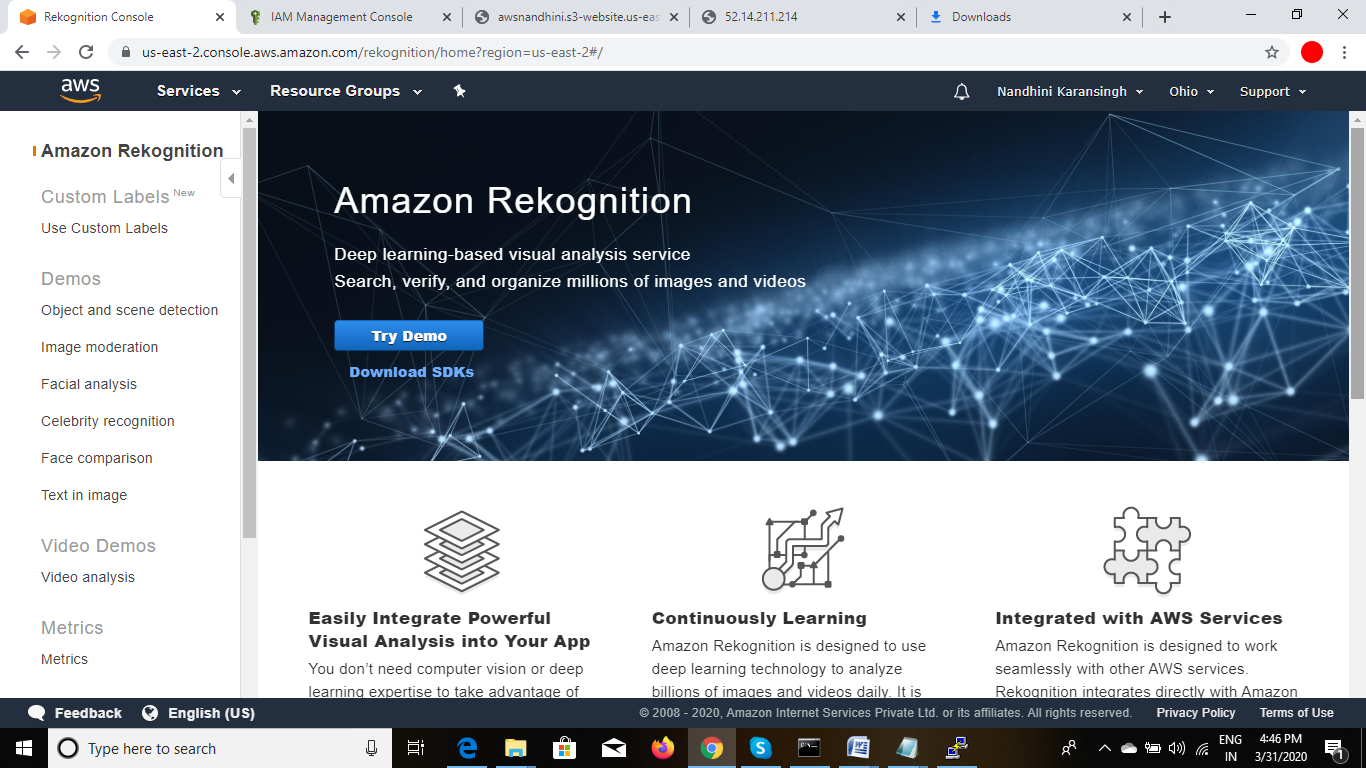 Rekognition Console
IAM Management Console
awsnandhini.s3-website.us-eas
52.14.211.214
Downloads
us-east-2.console.aws.amazon.com/rekognition/home?region=us-east-2#/
aws
Services
Resource Groups
Nandhini Karansingh
Ohio
Support
Amazon Rekognition
Custom Labels New
Use Custom Labels
Demos
Object and scene detection
Image moderation
Facial analysis
Celebrity recognition
Face comparison
Text in image
Video Demos
Video analysis
Metrics
Metrics
Amazon Rekognition
Deep learning-based visual analysis service
Search, verify, and organize millions of images and videos
Try Demo
Download SDKs
Easily Integrate Powerful
Visual Analysis into Your App
You don’t need computer vision or deep
learning expertise to take advantage of
Continuously Learning
Amazon Rekognition is designed to use
deep learning technology to analyze
billions of images and videos daily. It is
Integrated with AWS Services
Amazon Rekognition is designed to work
seamlessly with other AWS services.
Rekognition integrates directly with Amazon
Feedback
English (US)
© 2008 - 2020, Amazon Internet Services Private Ltd. or its affiliates. All rights reserved.
Privacy Policy
Terms of Use
Type here to search
ENG
IN
4:46 PM
3/31/2020
1